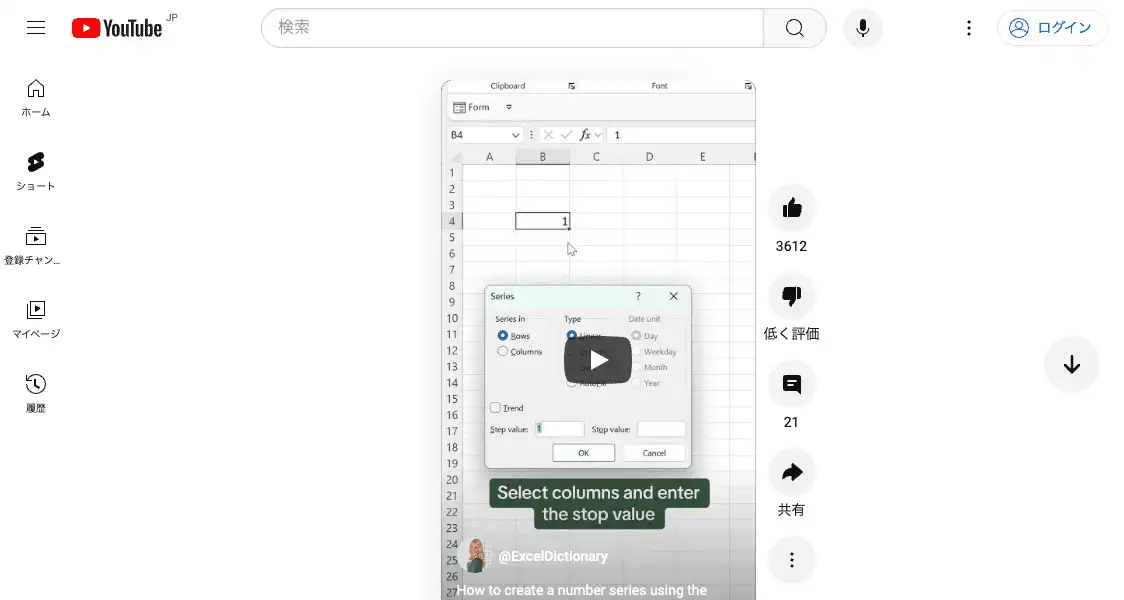 YouTube JP
検索
ログイン
ホーム
ショート
登録チャン...
マイページ
履歴
Clipboard
Font
Form
B4
fx
1
A B C D E
1
2
3
4
1
5
6
7
8
9
10
11
12
13
14
15
16
17
18
19
20
21
22
23
24
25
26
27
Series
?
Series in
Type
Date unit
Rows
Linear
Day
Columns
Weekday
Month
AutoFill
Year
Trend
Step value:
1
Stop value:
OK
Cancel
Select columns and enter
the stop value
@ExcelDictionary
How to create a number series using the
3612
低く評価
21
共有